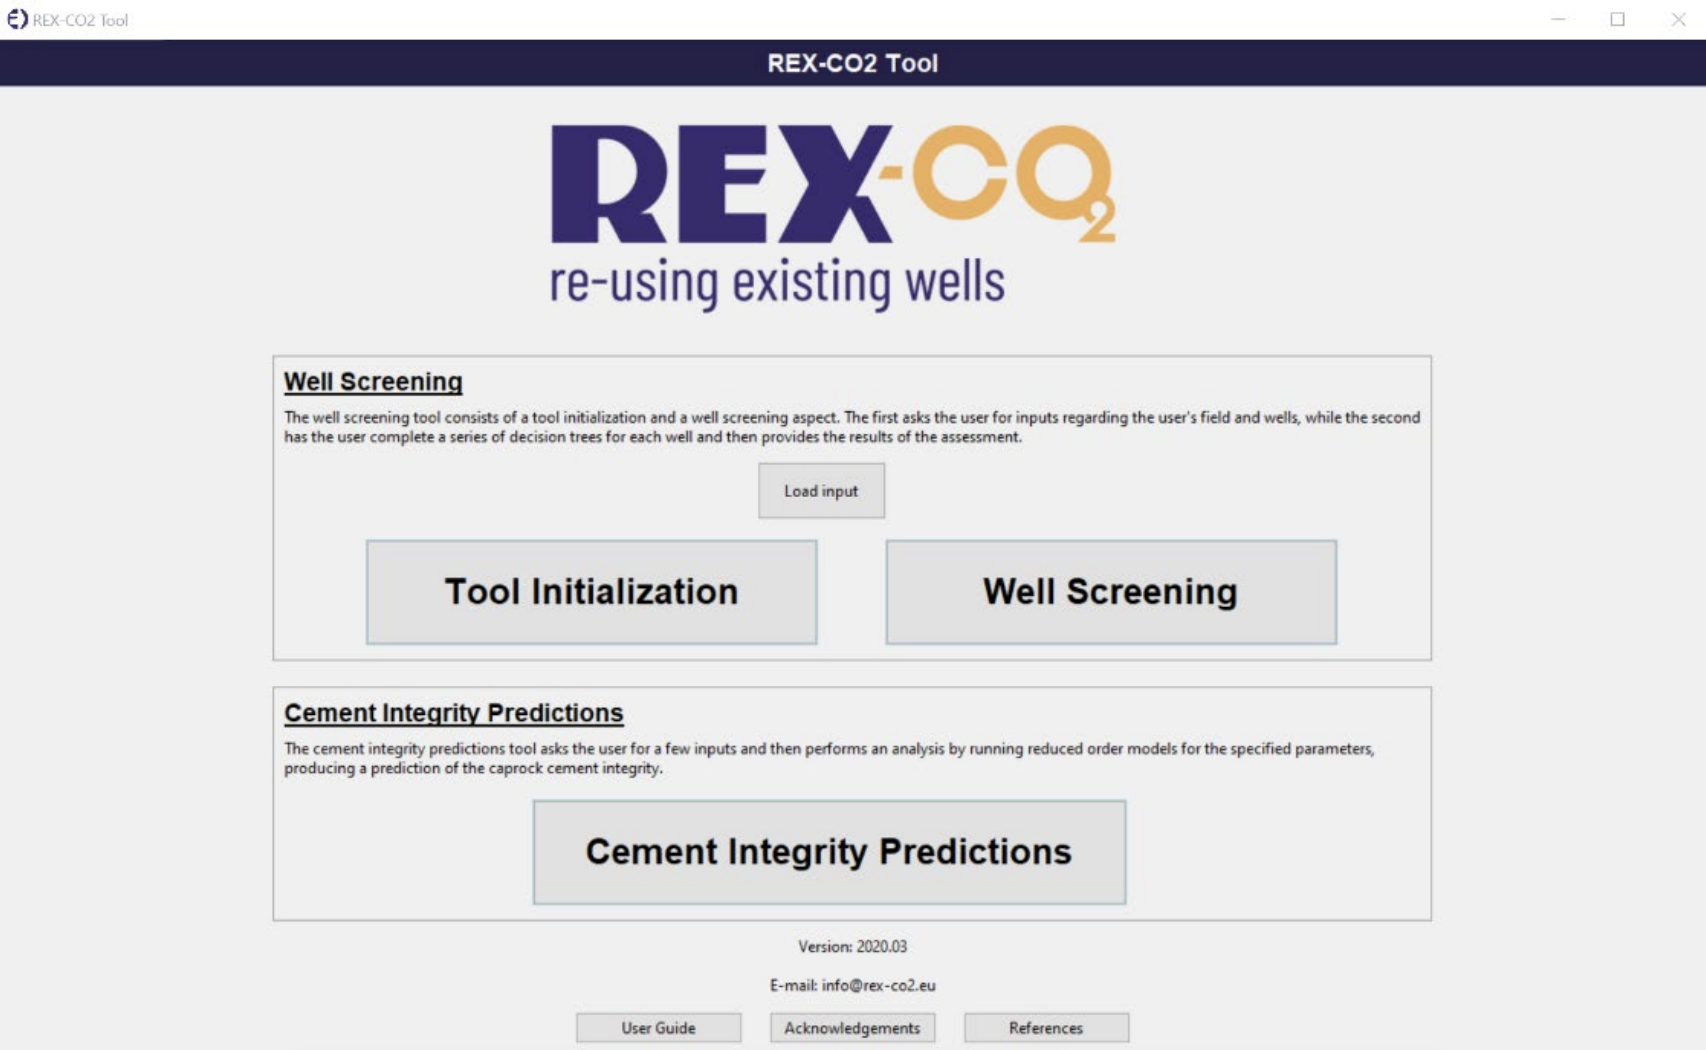 REX-CO2 Tool
REX-CO2 Tool
REX-CO2
re-using existing wells
Well Screening
The well screening tool consists of a tool initialization and a well screening aspect. The first asks the user for inputs regarding the user's field and wells, while the second
has the user complete a series of decision trees for each well and then provides the results of the assessment.
Load input
Tool Initialization
Well Screening
Cement Integrity Predictions
The cement integrity predictions tool asks the user for a few inputs and then performs an analysis by running reduced order models for the specified parameters,
producing a prediction of the caprock cement integrity.
Cement Integrity Predictions
Version: 2020.03
E-mail: info@rex-co2.eu
User Guide
Acknowledgements
References